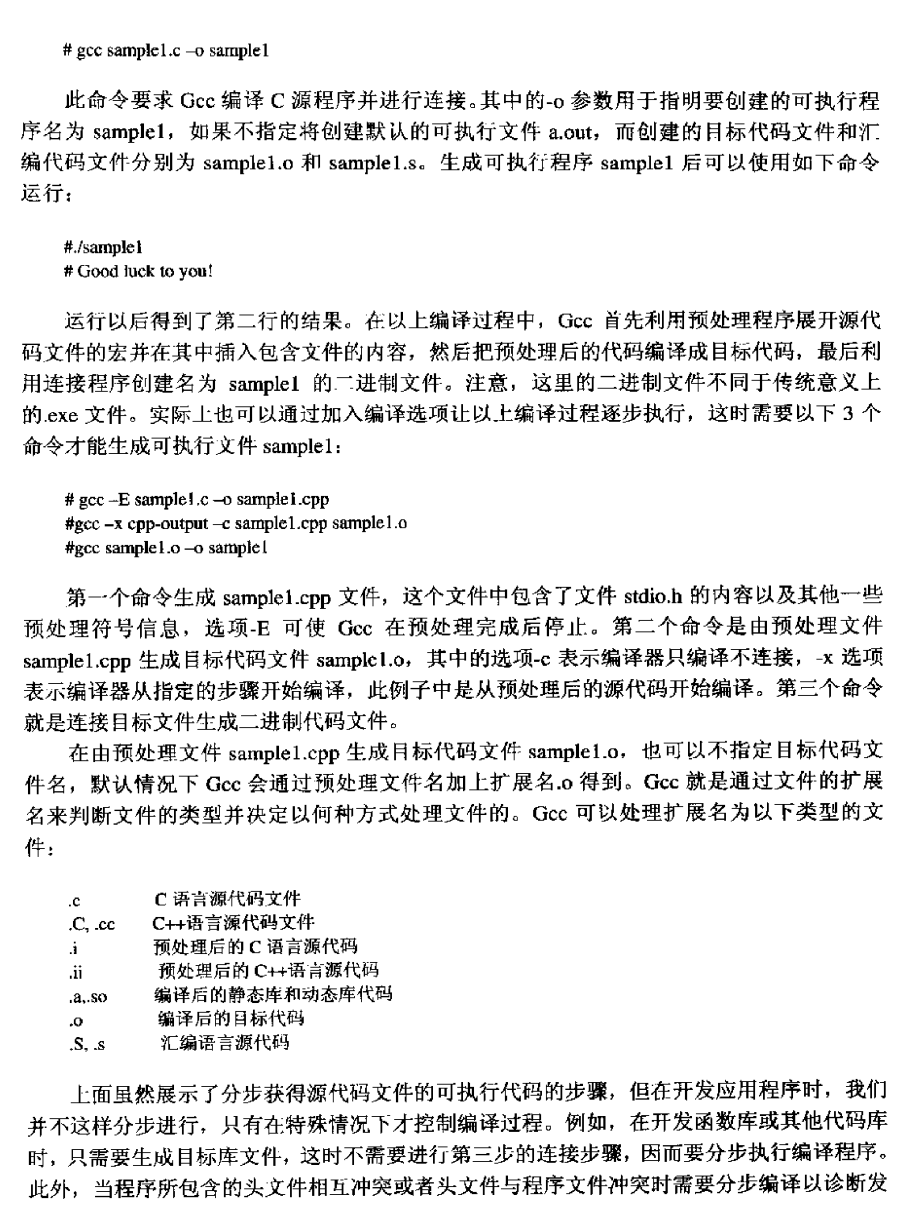 # gcc sample1.c –o sample1
此命令要求 Gcc 编译 C 源程序并进行连接。其中的-o 参数用于指明要创建的可执行程
序名为 sample1，如果不指定将创建默认的可执行文件 a.out，而创建的目标代码文件和汇
编代码文件分别为 sample1.o 和 sample1.s。生成可执行程序 sample1 后可以使用如下命令
运行：
#./sample1
# Good luck to you!
运行以后得到了第二行的结果。在以上编译过程中，Gcc 首先利用预处理程序展开源代
码文件的宏并在其中插入包含文件的内容，然后把预处理后的代码编译成目标代码，最后利
用连接程序创建名为 sample1 的二进制文件。注意，这里的二进制文件不同于传统意义上
的.exe 文件。实际上也可以通过加入编译选项让以上编译过程逐步执行，这时需要以下 3 个
命令才能生成可执行文件 sample1：
# gcc –E sample1.c –o sample1.cpp
#gcc –x cpp-output –c sample1.cpp sample1.o
#gcc sample1.o –o sample1
第一个命令生成 sample1.cpp 文件，这个文件中包含了文件 stdio.h 的内容以及其他一些
预处理符号信息，选项-E 可使 Gcc 在预处理完成后停止。第二个命令是由预处理文件
sample1.cpp 生成目标代码文件 sample1.o，其中的选项-c 表示编译器只编译不连接，-x 选项
表示编译器从指定的步骤开始编译，此例子中是从预处理后的源代码开始编译。第三个命令
就是连接目标文件生成二进制代码文件。
在由预处理文件 sample1.cpp 生成目标代码文件 sample1.o，也可以不指定目标代码文
件名，默认情况下 Gcc 会通过预处理文件名加上扩展名.o 得到。Gcc 就是通过文件的扩展
名来判断文件的类型并决定以何种方式处理文件的。Gcc 可以处理扩展名为以下类型的文
件：
.c C 语言源代码文件
.C, .cc C++语言源代码文件
.i 预处理后的 C 语言源代码
.ii 预处理后的 C++语言源代码
.a,.so 编译后的静态库和动态库代码
.o 编译后的目标代码
.S, .s 汇编语言源代码
上面虽然展示了分步获得源代码文件的可执行代码的步骤，但在开发应用程序时，我们
并不这样分步进行，只有在特殊情况下才控制编译过程。例如，在开发函数库或其他代码库
时，只需要生成目标库文件，这时不需要进行第三步的连接步骤，因而要分步执行编译程序。
此外，当程序所包含的头文件相互冲突或者头文件与程序文件冲突时需要分步编译以诊断发